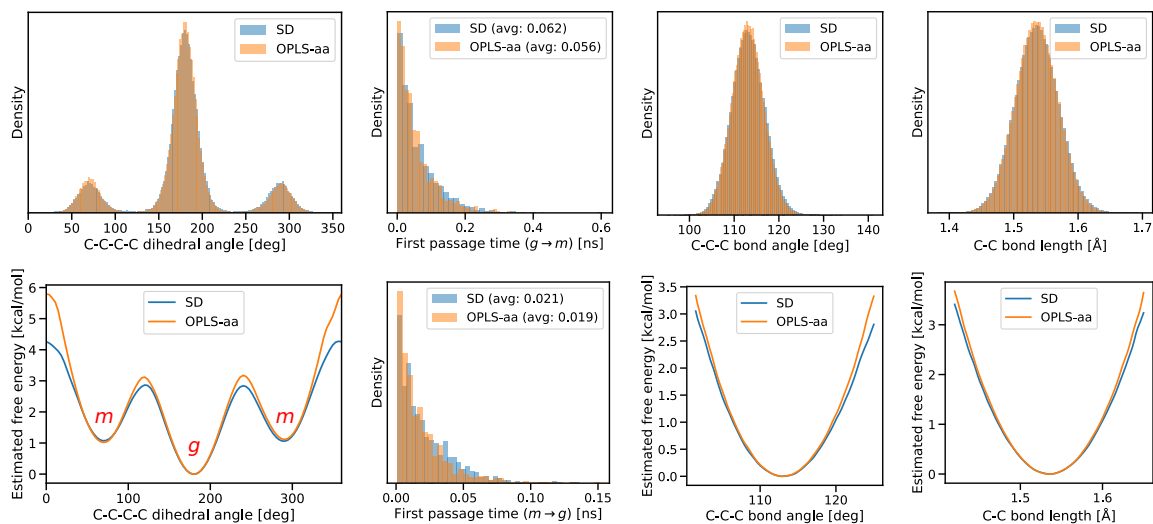 Density
SD
OPLS-aa
0 50 100 150 200 250 300 350
C-C-C-C dihedral angle [deg]
Density
SD (avg: 0.062)
OPLS-aa (avg: 0.056)
0.0 0.2 0.4 0.6
First passage time (g → m) [ns]
Density
SD
OPLS-aa
100 110 120 130 140
C-C-C bond angle [deg]
Density
SD
OPLS-aa
1.4 1.5 1.6 1.7
C-C bond length [Å]
Estimated free energy [kcal/mol]
6
5
4
3
2
1
0
SD
OPLS-aa
m
g
m
0 100 200 300
C-C-C-C dihedral angle [deg]
Density
SD (avg: 0.021)
OPLS-aa (avg: 0.019)
0.00 0.05 0.10 0.15
First passage time (m → g) [ns]
Estimated free energy [kcal/mol]
3.5
3.0
2.5
2.0
1.5
1.0
0.5
0.0
SD
OPLS-aa
110 120
C-C-C bond angle [deg]
Estimated free energy [kcal/mol]
3
2
1
0
SD
OPLS-aa
1.5 1.6
C-C bond length [Å]